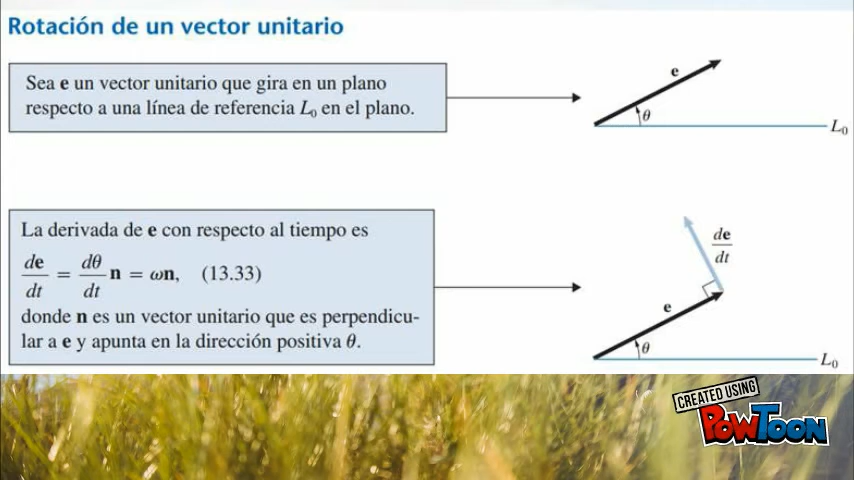 Rotación de un vector unitario
Sea e un vector unitario que gira en un plano
respecto a una línea de referencia L₀ en el plano.
e
θ
L₀
La derivada de e con respecto al tiempo es
de/dt = dθ/dt n = ωn, (13.33)
donde n es un vector unitario que es perpendicu-
lar a e y apunta en la dirección positiva θ.
de/dt
e
θ
L₀
CREATED USING
POWTOON